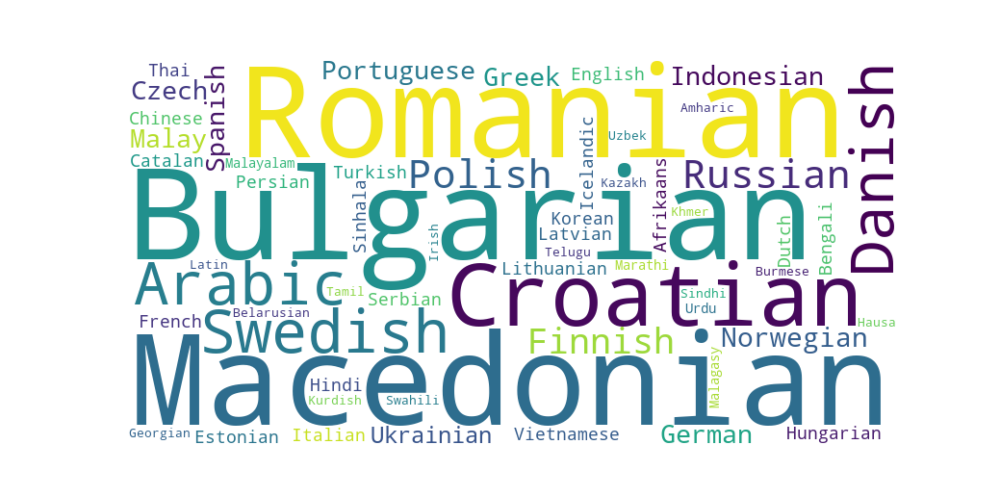 Thai
Portuguese
Greek
English
Indonesian
Czech
Spanish
Romanian
Danish
Chinese
Amharic
Malay
Icelandic
Uzbek
Catalan
Malayalam
Persian
Turkish
Polish
Kazakh
Afrikaans
Russian
Bulgarian
Sinhala
Irish
Korean
Khmer
Latvian
Dutch
Bengali
Telugu
Latin
Arabic
Tamil
Serbian
Lithuanian
Marathi
Burmese
Croatian
Sindhi
Urdu
French
Belarusian
Swedish
Finnish
Norwegian
Hausa
Macedonian
Hindi
Kurdish
Swahili
Malagasy
Georgian
Estonian
Italian
Ukrainian
Vietnamese
German
Hungarian